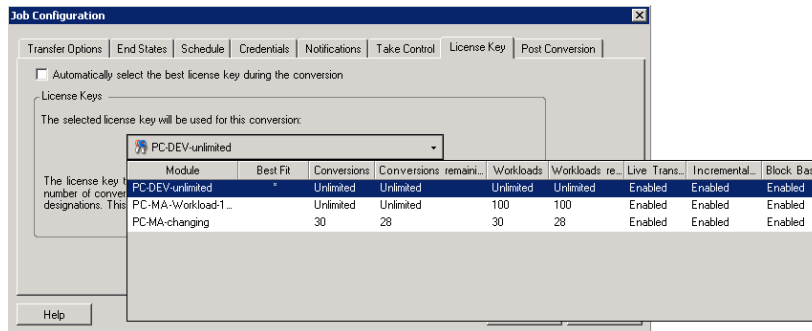 Job Configuration
Transfer Options End States Schedule Credentials Notifications Take Control License Key Post Conversion
Automatically select the best license key during the conversion
License Keys
The selected license key will be used for this conversion:
PC-DEV-unlimited
Module Best Fit Conversions Conversions remaini... Workloads Workloads re... Live Trans... Incremental... Block Bas
The license key t
number of conver
designations. This
PC-DEV-unlimited * Unlimited Unlimited Unlimited Unlimited Enabled Enabled Enabled
PC-MA-Workload-1... Unlimited Unlimited 100 100 Enabled Enabled Enabled
PC-MA-changing 30 28 30 28 Enabled Enabled Enabled
Help